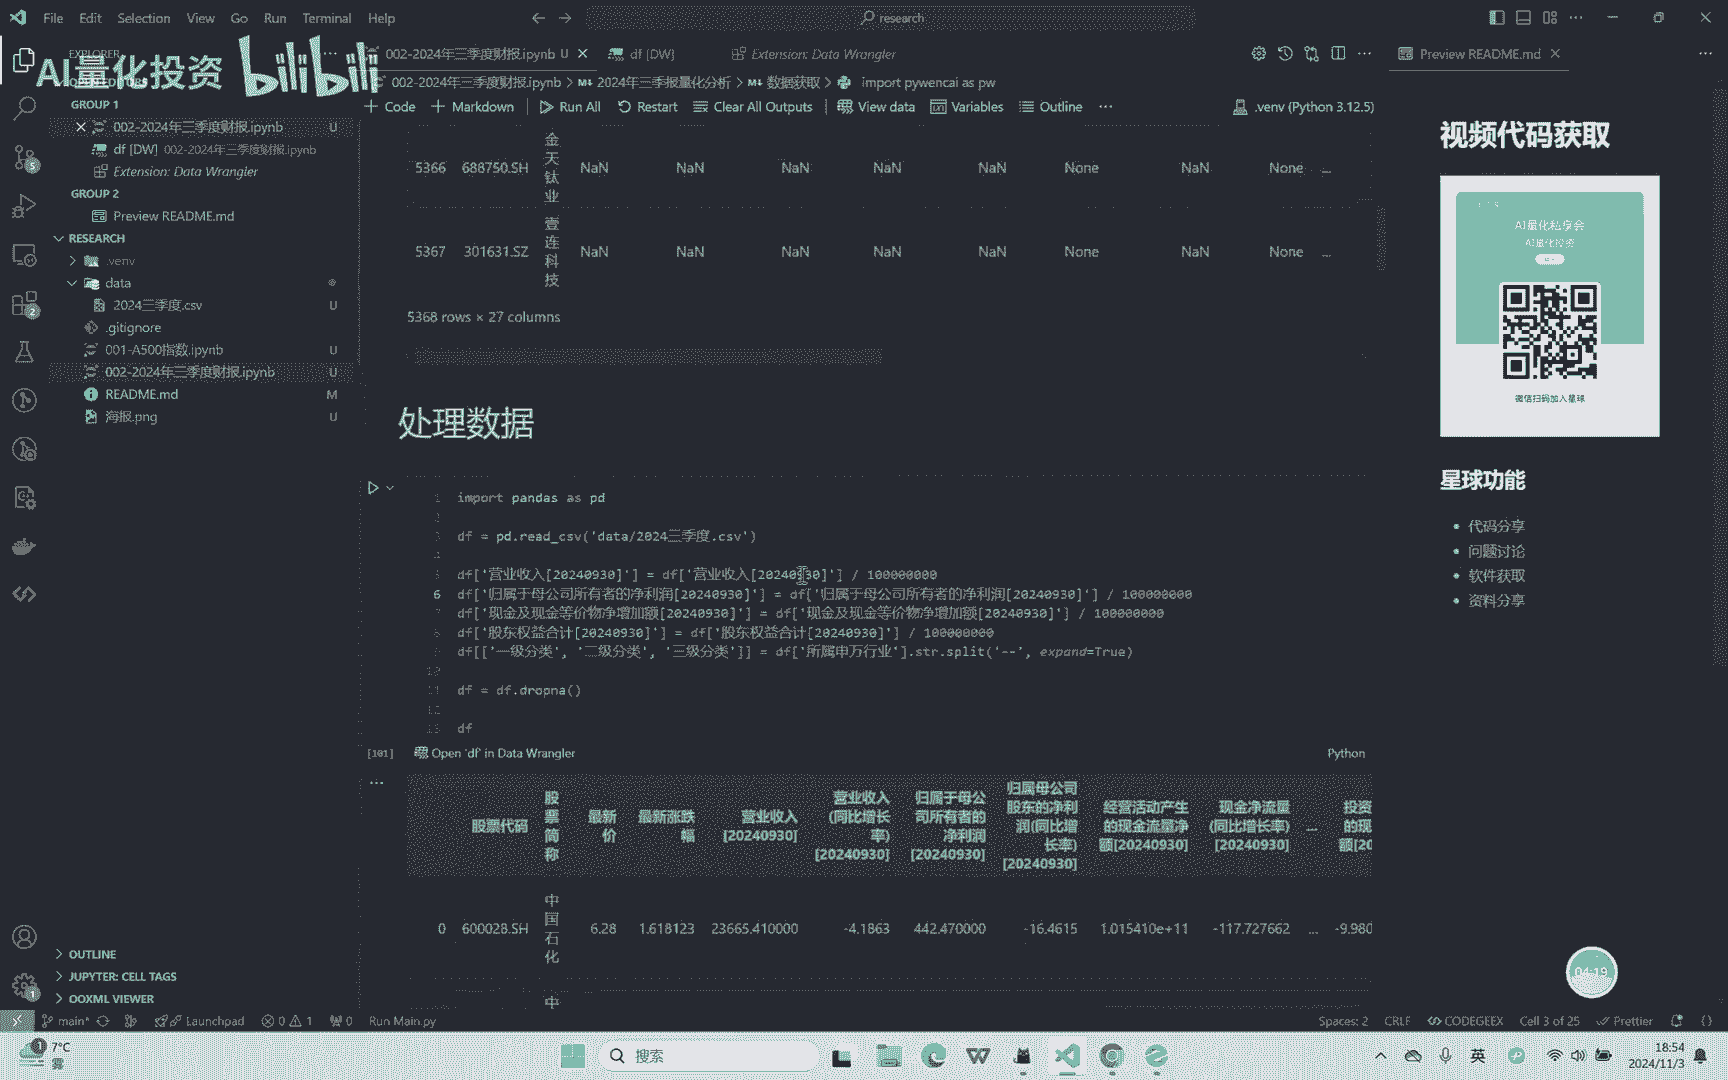 File Edit Selection View Go Run Terminal Help
research
AI量化投资 bilibili
EXPLORER
002-2024年三季度财报.ipynb U
df [DW]
Extension: Data Wrangler
Preview README.md
002-2024年三季度财报.ipynb > 2024年三季报量化分析 > 数据获取 > import pywencai as pw
Code Markdown Run All Restart Clear All Outputs View data Variables Outline
.venv (Python 3.12.5)
GROUP 1
002-2024年三季度财报.ipynb U
df [DW] 002-2024年三季度财报.ipynb
Extension: Data Wrangler
GROUP 2
Preview README.md
RESEARCH
.venv
data
2024三季度.csv U
.gitignore
001-A500指数.ipynb U
002-2024年三季度财报.ipynb U
README.md M
海报.png U
OUTLINE
JUPYTER: CELL TAGS
OOXML VIEWER
5366 688750.SH 金天钛业 NaN NaN NaN NaN NaN None NaN None ...
5367 301631.SZ 壹连科技 NaN NaN NaN NaN NaN None NaN None ...
5368 rows × 27 columns
处理数据
1 import pandas as pd
df = pd.read_csv('data/2024三季度.csv')
df['营业收入[20240930]'] = df['营业收入[20240930]'] / 100000000
6 df['归属于母公司所有者的净利润[20240930]'] = df['归属于母公司所有者的净利润[20240930]'] / 100000000
df['现金及现金等价物净增加额[20240930]'] = df['现金及现金等价物净增加额[20240930]'] / 100000000
df['股东权益合计[20240930]'] = df['股东权益合计[20240930]'] / 100000000
df[['一级分类', '二级分类', '三级分类']] = df['所属申万行业'].str.split('--', expand=True)
df = df.dropna()
df
[101]
Open 'df' in Data Wrangler
Python
股票代码 股票简称 最新价 最新涨跌幅 营业收入[20240930] 营业收入(同比增长率)[20240930] 归属于母公司所有者的净利润[20240930] 归属母公司股东的净利润(同比增长率)[20240930] 经营活动产生的现金流量净额[20240930] 现金净流量(同比增长率)[20240930] ... 投资的现额[20
0 600028.SH 中国石化 6.28 1.618123 23665.410000 -4.1863 442.470000 -16.4615 1.015410e+11 -117.727662 ... -9.980
中
视频代码获取
AI量化私享会
AI量化投资
微信扫码加入星球
星球功能
代码分享
问题讨论
软件获取
资料分享
04:19
main* Launchpad 0 1 0 Run Main.py
Spaces: 2 CRLF CODEGEEX Cell 3 of 25 Prettier
7°C
雾
搜索
英
18:54
2024/11/3